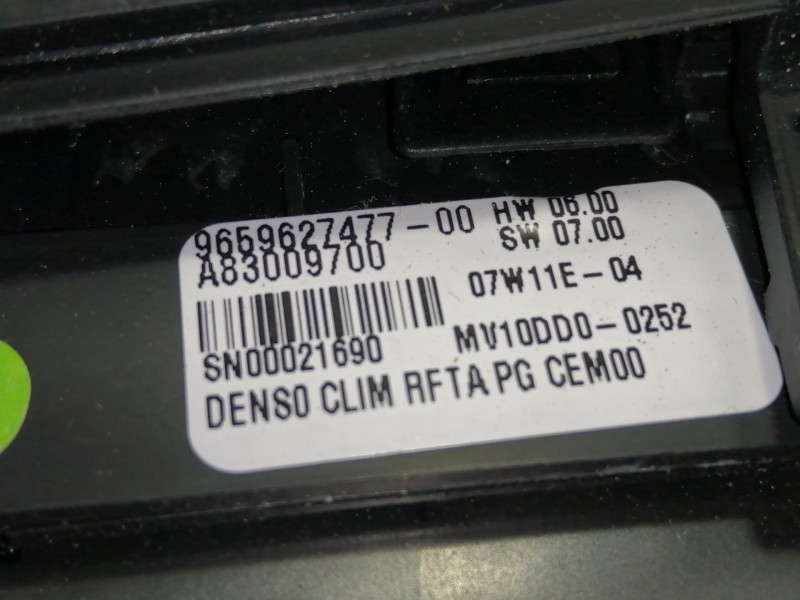 9659627477-00 HW 06.00
A83009700 SW 07.00
07W11E-04
SN00021690 MV10DD0-0252
DENSO CLIM RFTA PG CEM00